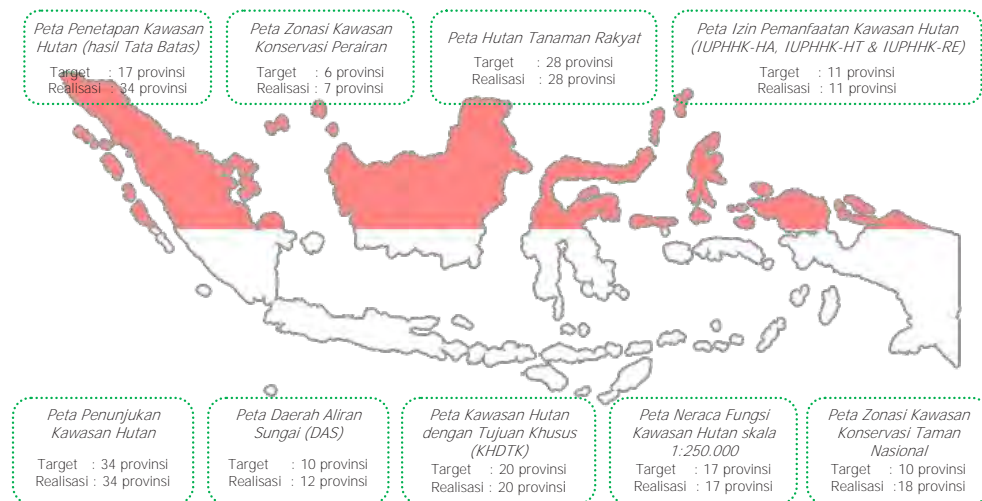 Peta Penetapan Kawasan
Hutan (hasil Tata Batas)
Target : 17 provinsi
Realisasi : 34 provinsi
Peta Zonasi Kawasan
Konservasi Perairan
Target : 6 provinsi
Realisasi : 7 provinsi
Peta Hutan Tanaman Rakyat
Target : 28 provinsi
Realisasi : 28 provinsi
Peta Izin Pemanfaatan Kawasan Hutan
(IUPHHK-HA, IUPHHK-HT & IUPHHK-RE)
Target : 11 provinsi
Realisasi : 11 provinsi
Peta Penunjukan
Kawasan Hutan
Target : 34 provinsi
Realisasi : 34 provinsi
Peta Daerah Aliran
Sungai (DAS)
Target : 10 provinsi
Realisasi : 12 provinsi
Peta Kawasan Hutan
dengan Tujuan Khusus
(KHDTK)
Target : 20 provinsi
Realisasi : 20 provinsi
Peta Neraca Fungsi
Kawasan Hutan skala
1:250.000
Target : 17 provinsi
Realisasi : 17 provinsi
Peta Zonasi Kawasan
Konservasi Taman
Nasional
Target : 10 provinsi
Realisasi :18 provinsi